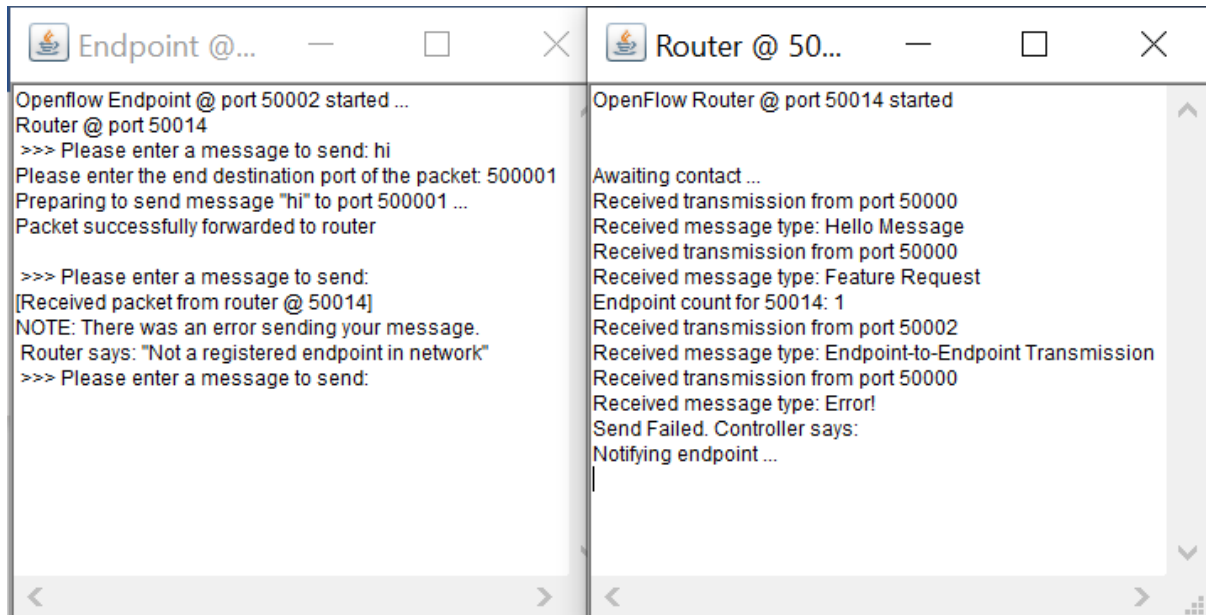 Endpoint @...
Openflow Endpoint @ port 50002 started ...
Router @ port 50014
>>> Please enter a message to send: hi
Please enter the end destination port of the packet: 500001
Preparing to send message "hi" to port 500001 ...
Packet successfully forwarded to router
>>> Please enter a message to send:
[Received packet from router @ 50014]
NOTE: There was an error sending your message.
Router says: "Not a registered endpoint in network"
>>> Please enter a message to send:
Router @ 50...
OpenFlow Router @ port 50014 started
Awaiting contact ...
Received transmission from port 50000
Received message type: Hello Message
Received transmission from port 50000
Received message type: Feature Request
Endpoint count for 50014: 1
Received transmission from port 50002
Received message type: Endpoint-to-Endpoint Transmission
Received transmission from port 50000
Received message type: Error!
Send Failed. Controller says:
Notifying endpoint ...